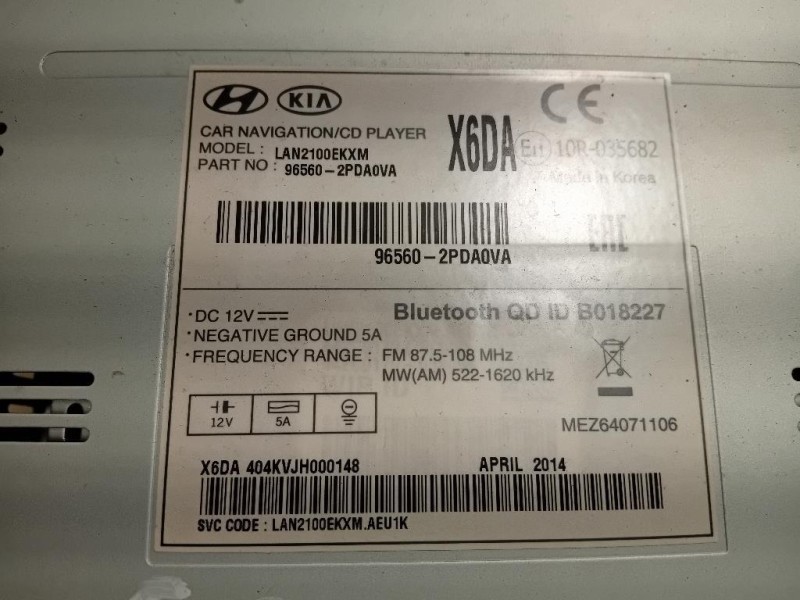 KIA
CE
CAR NAVIGATION/CD PLAYER
MODEL : LAN2100EKXM
PART NO : 96560-2PDA0VA
X6DA
E11 10R-035682
Made in Korea
96560-2PDA0VA
EAC
· DC 12V
Bluetooth QD ID B018227
· NEGATIVE GROUND 5A
· FREQUENCY RANGE : FM 87.5-108 MHz
MW(AM) 522-1620 kHz
12V
5A
MEZ64071106
X6DA 404KVJH000148
APRIL 2014
SVC CODE : LAN2100EKXM.AEU1K